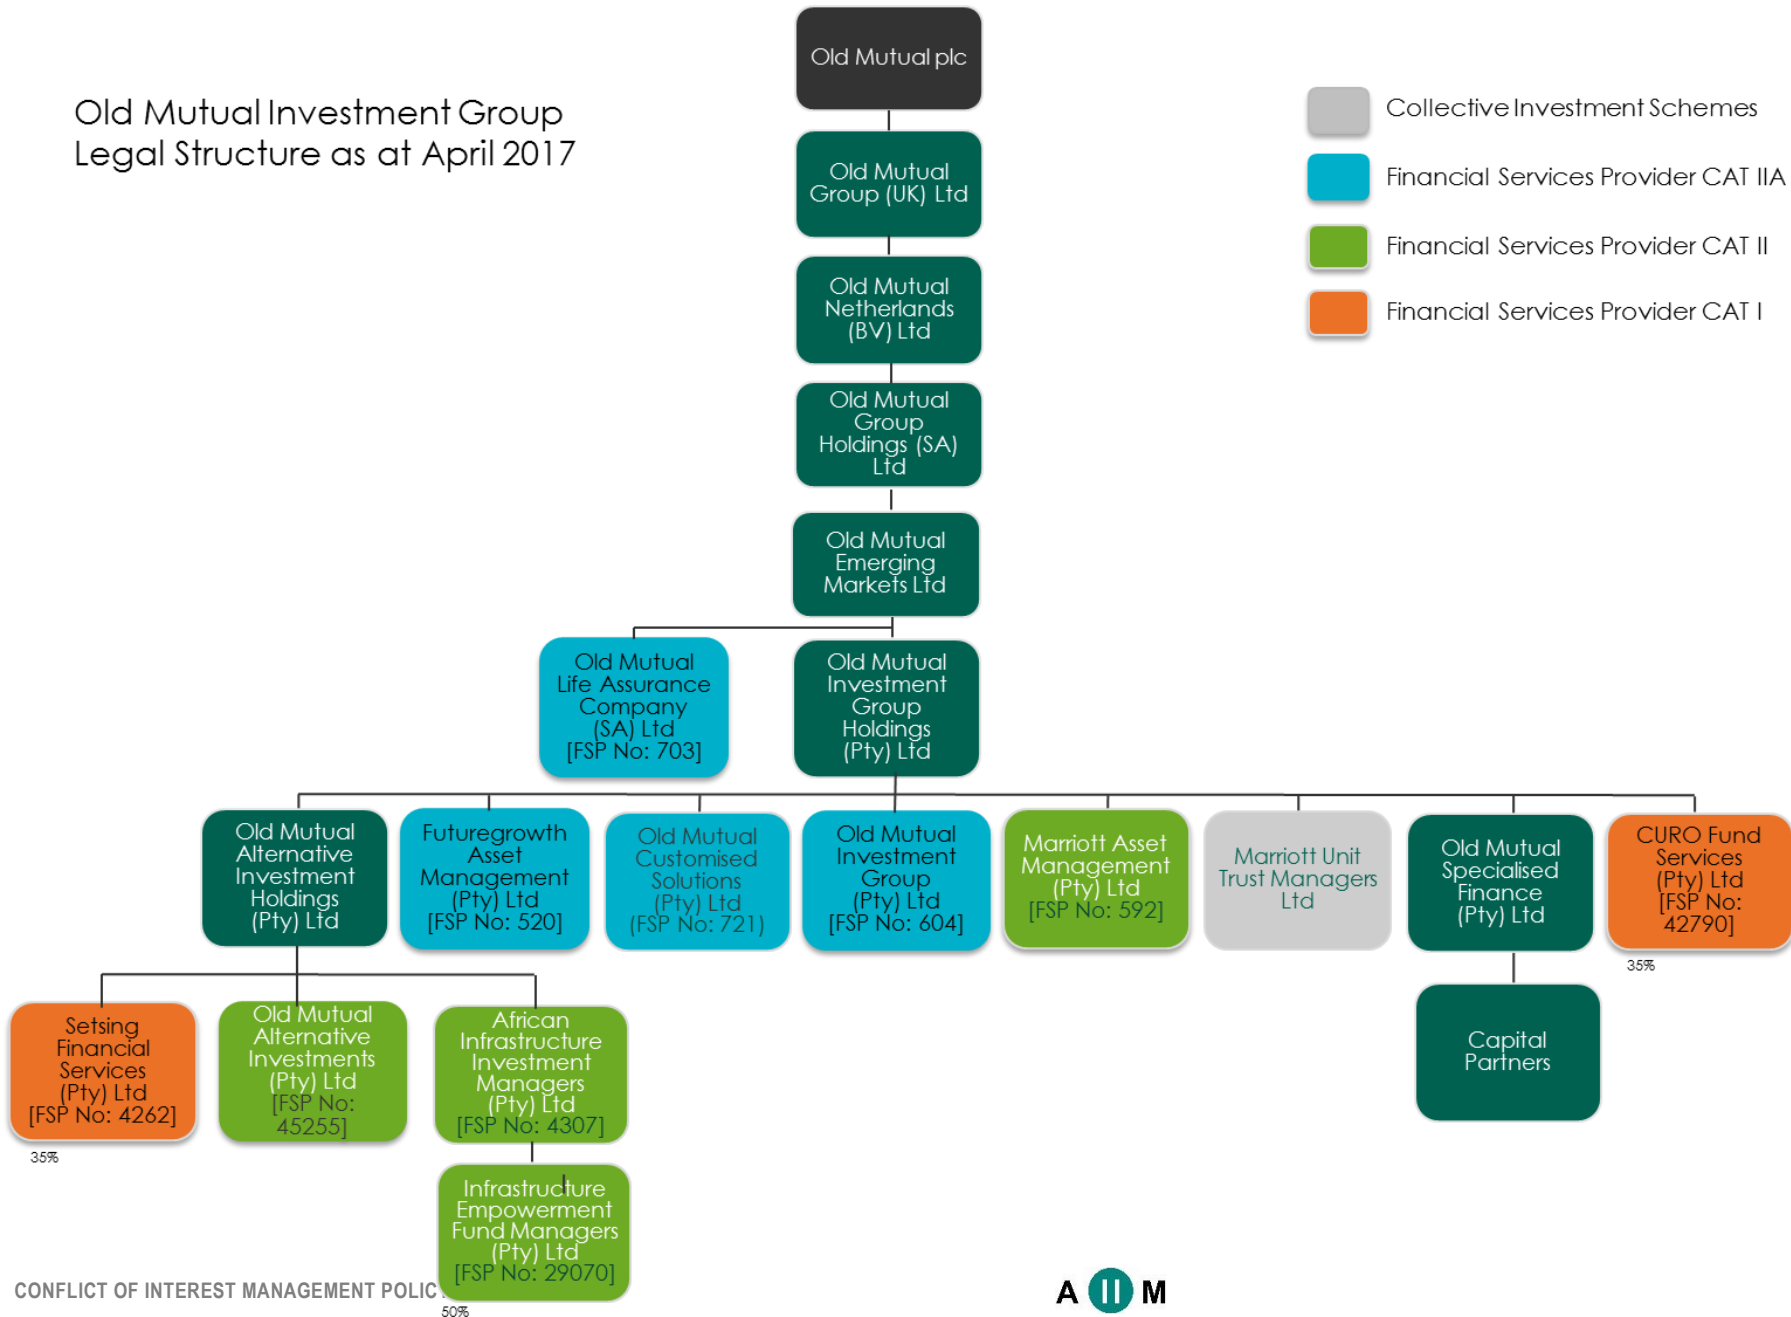 Old Mutual plc
Old Mutual Investment Group
Legal Structure as at April 2017
Collective Investment Schemes
Financial Services Provider CAT IIA
Financial Services Provider CAT II
Financial Services Provider CAT I
Old Mutual
Group (UK) Ltd
Old Mutual
Netherlands
(BV) Ltd
Old Mutual
Group
Holdings (SA)
Ltd
Old Mutual
Emerging
Markets Ltd
Old Mutual
Life Assurance
Company
(SA) Ltd
[FSP No: 703]
Old Mutual
Investment
Group
Holdings
(Pty) Ltd
Old Mutual
Alternative
Investment
Holdings
(Pty) Ltd
Futuregrowth
Asset
Management
(Pty) Ltd
[FSP No: 520]
Old Mutual
Customised
Solutions
(Pty) Ltd
(FSP No: 721)
Old Mutual
Investment
Group
(Pty) Ltd
[FSP No: 604]
Marriott Asset
Management
(Pty) Ltd
[FSP No: 592]
Marriott Unit
Trust Managers
Ltd
Old Mutual
Specialised
Finance
(Pty) Ltd
CURO Fund
Services
(Pty) Ltd
[FSP No:
42790]
35%
Setsing
Financial
Services
(Pty) Ltd
[FSP No: 4262]
35%
Old Mutual
Alternative
Investments
(Pty) Ltd
[FSP No:
45255]
African
Infrastructure
Investment
Managers
(Pty) Ltd
[FSP No: 4307]
Capital
Partners
Infrastructure
Empowerment
Fund Managers
(Pty) Ltd
[FSP No: 29070]
50%
CONFLICT OF INTEREST MANAGEMENT POLIC
A II M